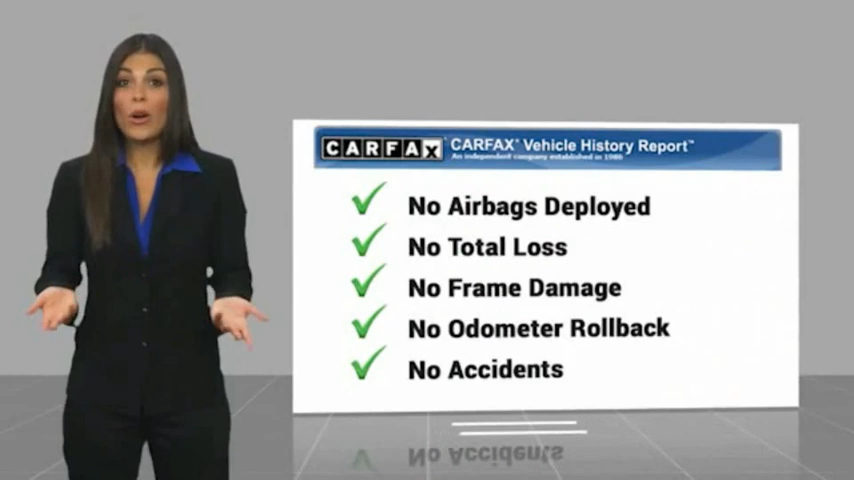 CARFAX CARFAX® Vehicle History Report™
An independent company established in 1986
No Airbags Deployed
No Total Loss
No Frame Damage
No Odometer Rollback
No Accidents